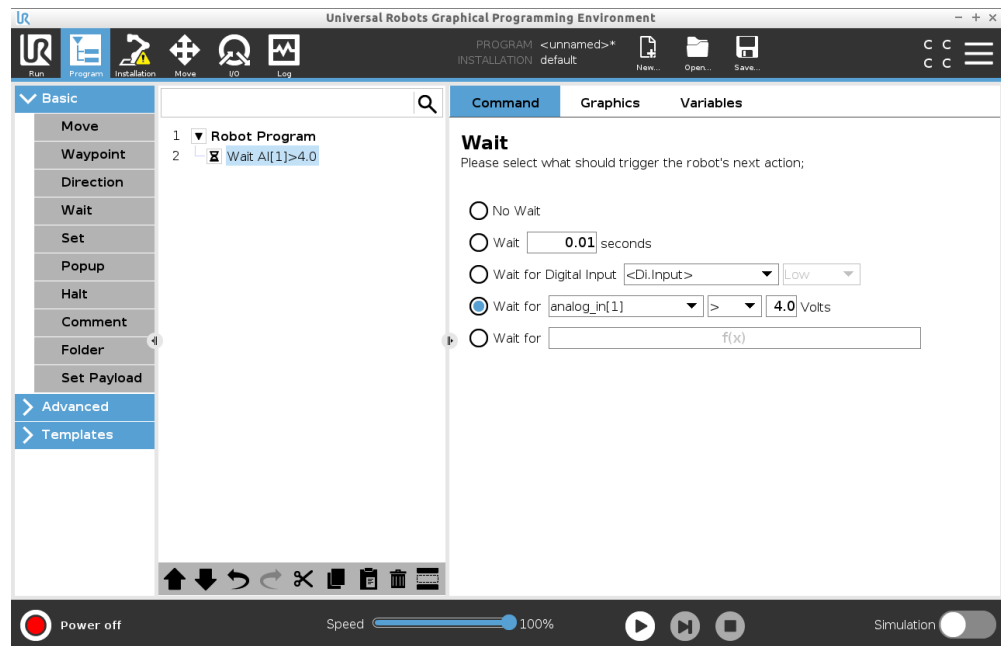 UR Universal Robots Graphical Programming Environment - + ×
UR PROGRAM <unnamed>* C C
INSTALLATION default C C
Run Program Installation Move I/O Log New... Open... Save...
Basic
Move
Waypoint
Direction
Wait
Set
Popup
Halt
Comment
Folder
Set Payload
Advanced
Templates
1 Robot Program
2 Wait AI[1]>4.0
Command Graphics Variables
Wait
Please select what should trigger the robot's next action;
No Wait
Wait 0.01 seconds
Wait for Digital Input <Di.Input> Low
Wait for analog_in[1] > 4.0 Volts
Wait for f(x)
Power off Speed 100% Simulation